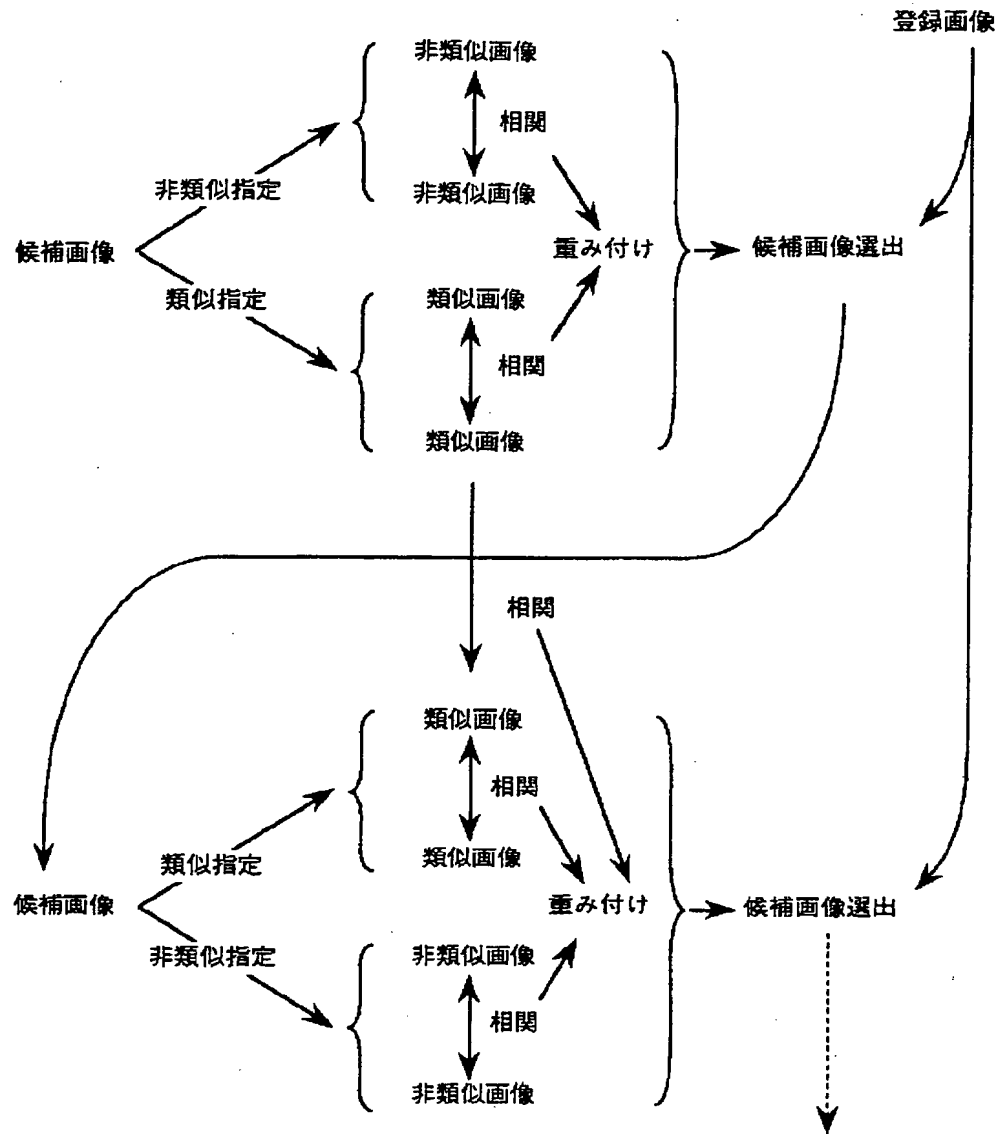 登録画像
非類似画像
相関
非類似指定
非類似画像
候補画像
重み付け
候補画像選出
類似指定
類似画像
相関
類似画像
相関
類似画像
相関
類似指定
類似画像
候補画像
重み付け
候補画像選出
非類似指定
非類似画像
相関
非類似画像